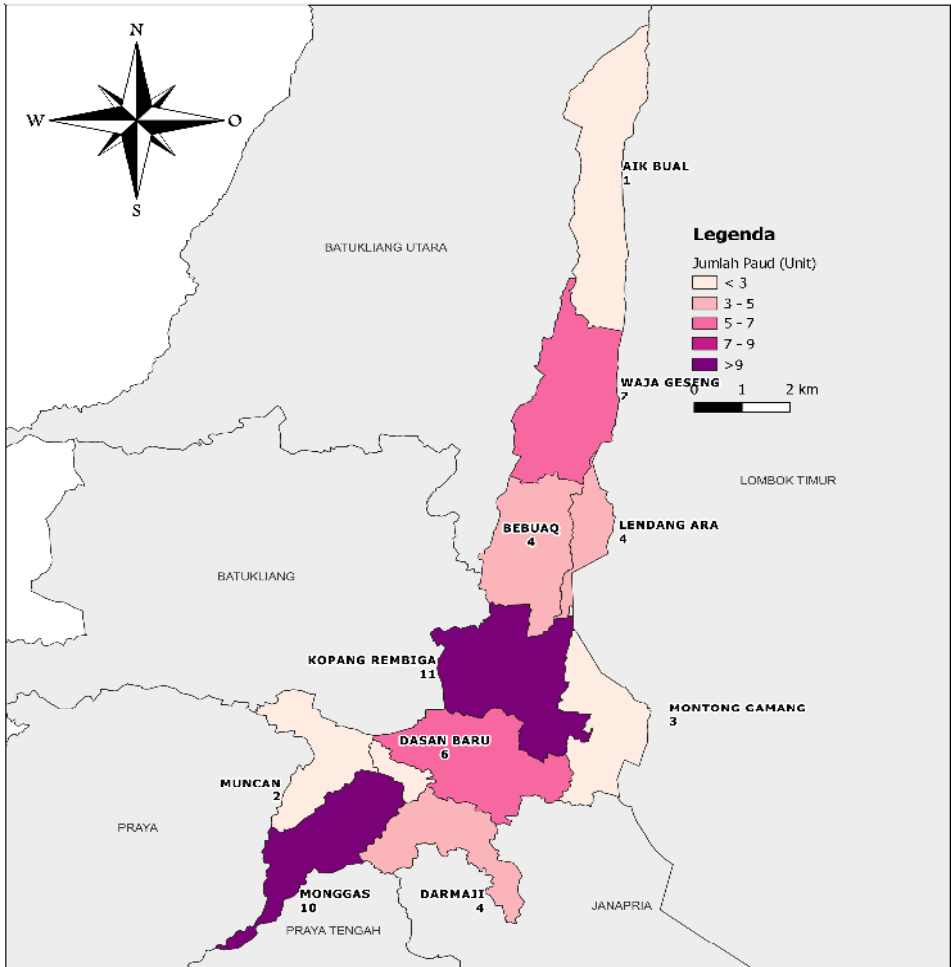 N
W
O
S
AIK BUAL
1
BATUKLIANG UTARA
Legenda
Jumlah Paud (Unit)
< 3
3 - 5
5 - 7
7 - 9
>9
WAJA GESENG
7
0 1 2 km
LOMBOK TIMUR
BEBUAQ
4
LENDANG ARA
4
BATUKLIANG
KOPANG REMBIGA
11
MONTONG GAMANG
3
DASAN BARU
6
MUNCAN
2
PRAYA
MONGGAS
10
DARMAJI
4
JANAPRIA
PRAYA TENGAH